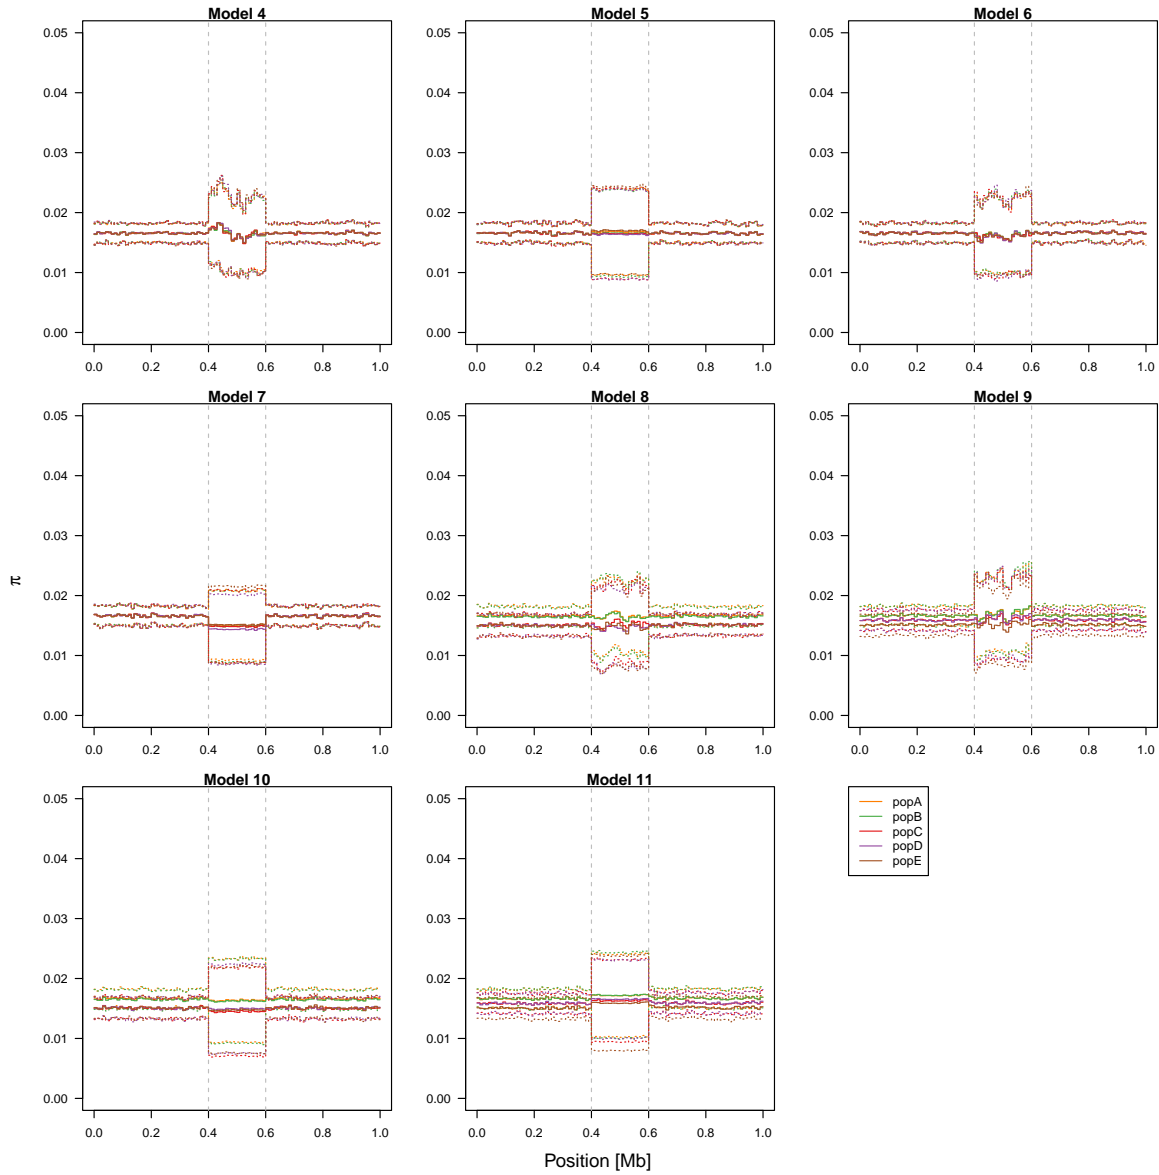 Model 4 Model 5 Model 6
0.05 0.05 0.05
0.04 0.04 0.04
0.03 0.03 0.03
0.02 0.02 0.02
0.01 0.01 0.01
0.00 0.00 0.00
0.0 0.2 0.4 0.6 0.8 1.0 0.0 0.2 0.4 0.6 0.8 1.0 0.0 0.2 0.4 0.6 0.8 1.0
Model 7 Model 8 Model 9
0.05 0.05 0.05
0.04 0.04 0.04
0.03 0.03 0.03
π
0.02 0.02 0.02
0.01 0.01 0.01
0.00 0.00 0.00
0.0 0.2 0.4 0.6 0.8 1.0 0.0 0.2 0.4 0.6 0.8 1.0 0.0 0.2 0.4 0.6 0.8 1.0
Model 10 Model 11
0.05 0.05
0.04 0.04
0.03 0.03
0.02 0.02
0.01 0.01
0.00 0.00
0.0 0.2 0.4 0.6 0.8 1.0 0.0 0.2 0.4 0.6 0.8 1.0
popA
popB
popC
popD
popE
Position [Mb]